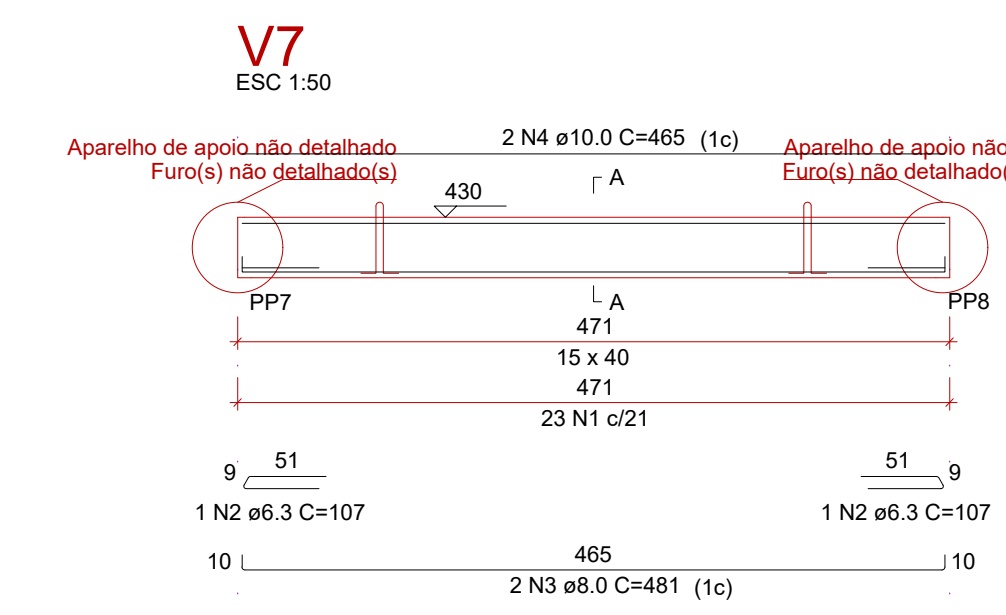 V7
ESC 1:50
2 N4 ø10.0 C=465 (1c)
Aparelho de apoio não detalhado
Furo(s) não detalhado(s)
Aparelho de apoio não
Furo(s) não detalhado(
A
430
PP7
A
PP8
471
15 x 40
471
23 N1 c/21
9
51
51
9
1 N2 ø6.3 C=107
1 N2 ø6.3 C=107
10
465
10
2 N3 ø8.0 C=481 (1c)